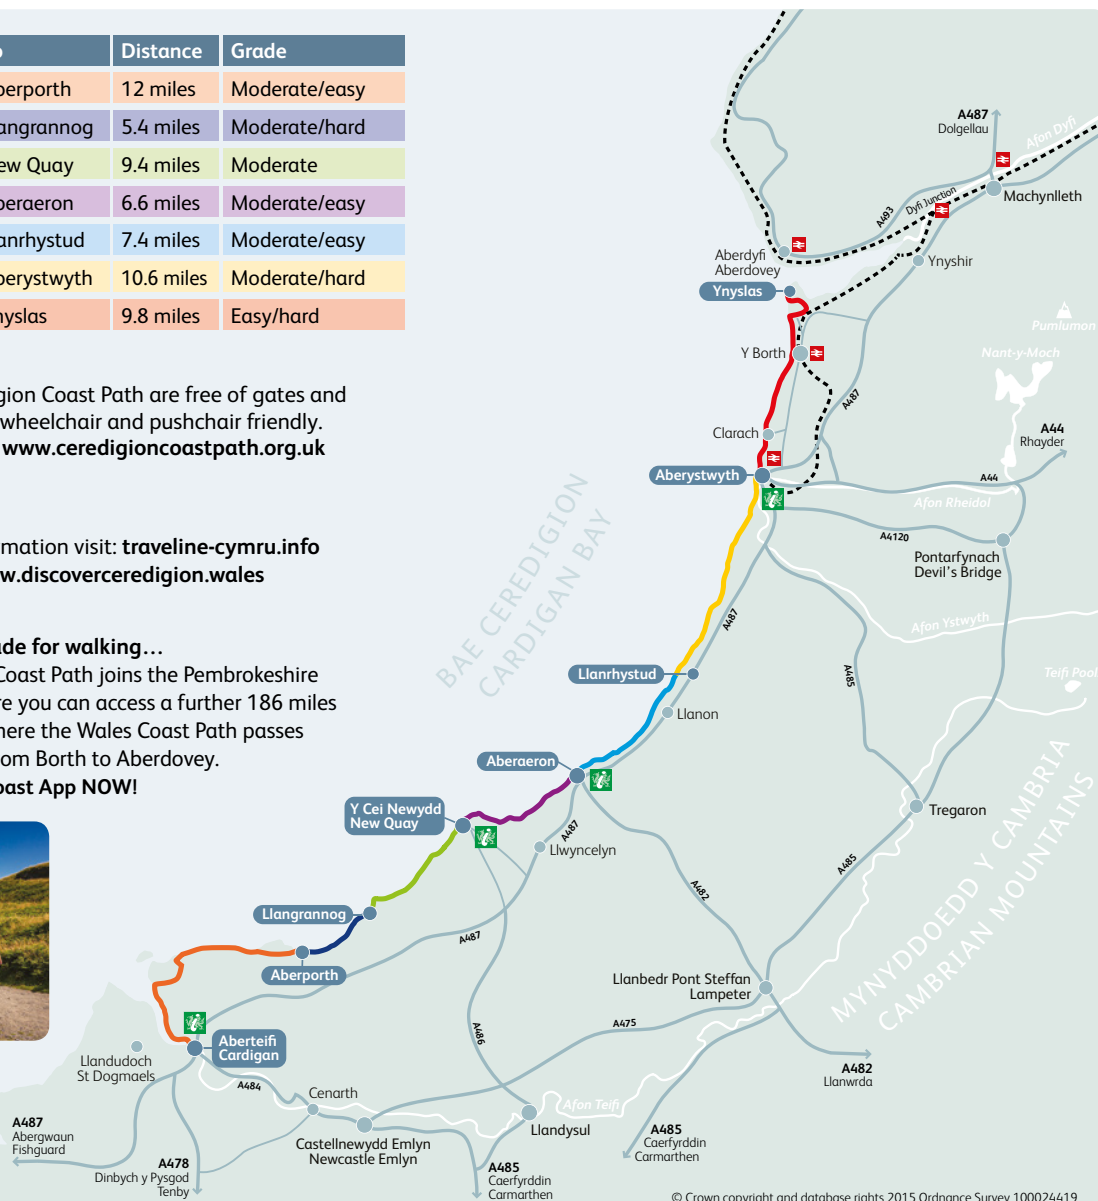 Distance Grade
12 miles Moderate/easy
angrannog 5.4 miles Moderate/hard
ew Quay 9.4 miles Moderate
eraeron 6.6 miles Moderate/easy
anrhystud 7.4 miles Moderate/easy
erystwyth 10.6 miles Moderate/hard
yslas 9.8 miles Easy/hard
gion Coast Path are free of gates and
wheelchair and pushchair friendly.
www.ceredigioncoastpath.org.uk
rmation visit: traveline-cymru.info
w.discoverceredigion.wales
de for walking…
Coast Path joins the Pembrokeshire
re you can access a further 186 miles
here the Wales Coast Path passes
om Borth to Aberdovey.
oast App NOW!
A487
Dolgellau
Afon Dyfi
Machynlleth
Dyfi Junction
A493
Aberdyfi
Aberdovey
Ynyshir
Ynyslas
Pumlumon
Nant-y-Moch
Y Borth
A487
Clarach
A44
Rhayder
Aberystwyth
A44
Afon Rheidol
A4120
Pontarfynach
Devil's Bridge
BAE CEREDIGION
CARDIGAN BAY
A487
Afon Ystwyth
Llanrhystud
A485
Teifi Pool
Llanon
Aberaeron
Tregaron
Y Cei Newydd
New Quay
A487
Llwyncelyn
A482
A485
MYNYDDOEDD Y CAMBRIA
CAMBRIAN MOUNTAINS
Llangrannog
A487
Aberporth
Llanbedr Pont Steffan
Lampeter
A486
A475
Aberteifi
Cardigan
Llandudoch
St Dogmaels
A484
A482
Llanwrda
Cenarth
Afon Teifi
Llandysul
A487
Abergwaun
Fishguard
Castellnewydd Emlyn
Newcastle Emlyn
A485
Caerfyrddin
Carmarthen
A478
Dinbych y Pysgod
Tenby
A485
Caerfyrddin
Carmarthen
© Crown copyright and database rights 2015 Ordnance Survey 100024419